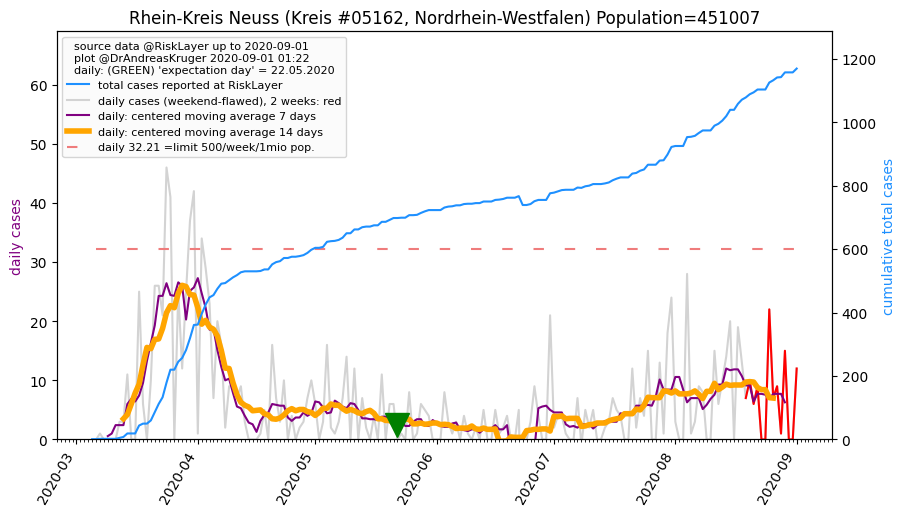 Rhein-Kreis Neuss (Kreis #05162, Nordrhein-Westfalen) Population=451007
source data @RiskLayer up to 2020-09-01
plot @DrAndreasKruger 2020-09-01 01:22
daily: (GREEN) 'expectation day' = 22.05.2020
total cases reported at RiskLayer
daily cases (weekend-flawed), 2 weeks: red
daily: centered moving average 7 days
daily: centered moving average 14 days
daily 32.21 =limit 500/week/1mio pop.
daily cases
60
50
40
30
20
10
0
1200
1000
800
600
400
200
0
cumulative total cases
2020-03
2020-04
2020-05
2020-06
2020-07
2020-08
2020-09